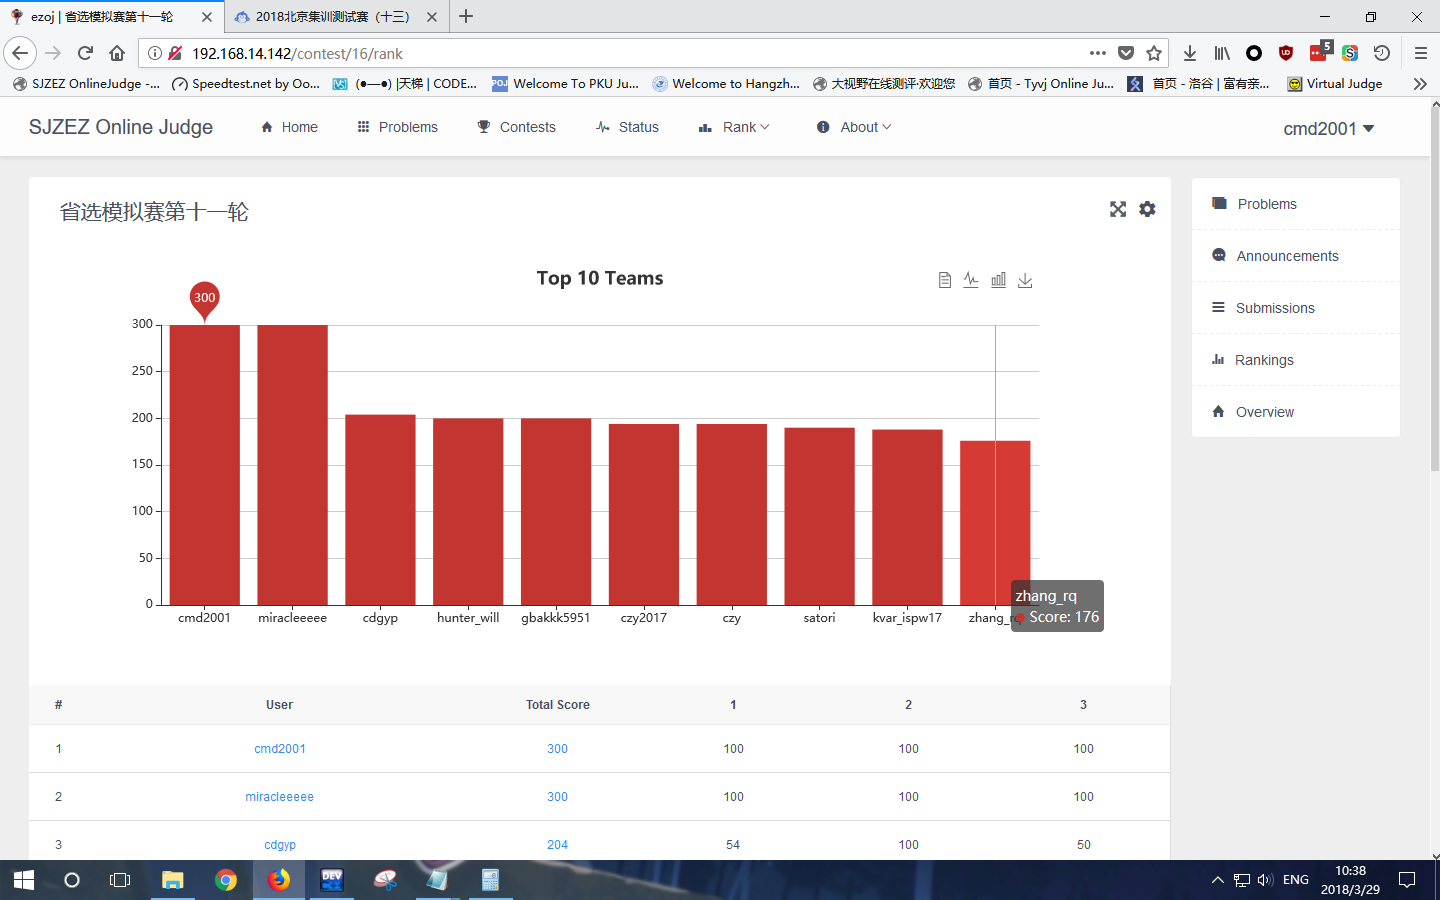 ezoj | 省选模拟赛第十一轮
2018北京集训测试赛（十三）
192.168.14.142/contest/16/rank
5
SJZEZ OnlineJudge -...
Speedtest.net by Oo...
(●—●) |天梯 | CODE...
Welcome To PKU Ju...
Welcome to Hangzh...
大视野在线测评·欢迎您
首页 - Tyvj Online Ju...
首页 - 洛谷 | 富有亲...
Virtual Judge
SJZEZ Online Judge
Home
Problems
Contests
Status
Rank
About
cmd2001
省选模拟赛第十一轮
Problems
Announcements
Submissions
Rankings
Overview
Top 10 Teams
300
300
250
200
150
100
50
0
cmd2001
miracleeeee
cdgyp
hunter_will
gbakkk5951
czy2017
czy
satori
kvar_ispw17
zhang_rq
zhang_rq
Score: 176
# User Total Score 1 2 3
1 cmd2001 300 100 100 100
2 miracleeeee 300 100 100 100
3 cdgyp 204 54 100 50
DEV
ENG
10:38
2018/3/29